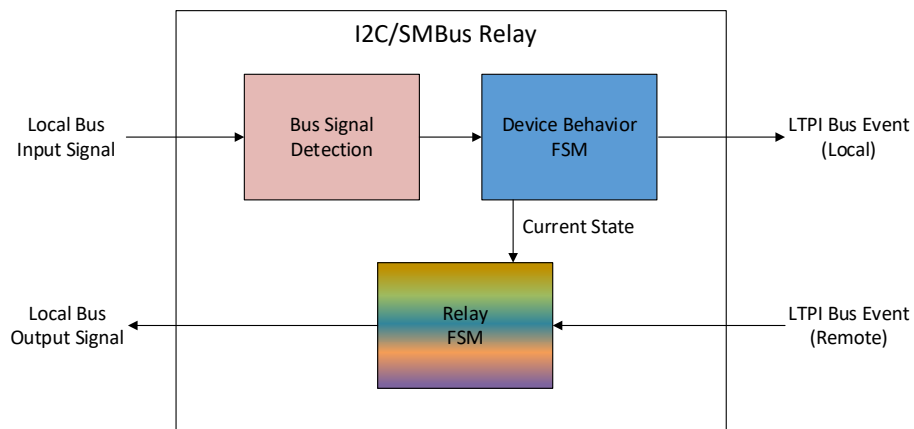 I2C/SMBus Relay
Local Bus
Input Signal
Bus Signal
Detection
Device Behavior
FSM
LTPI Bus Event
(Local)
Current State
Local Bus
Output Signal
Relay
FSM
LTPI Bus Event
(Remote)